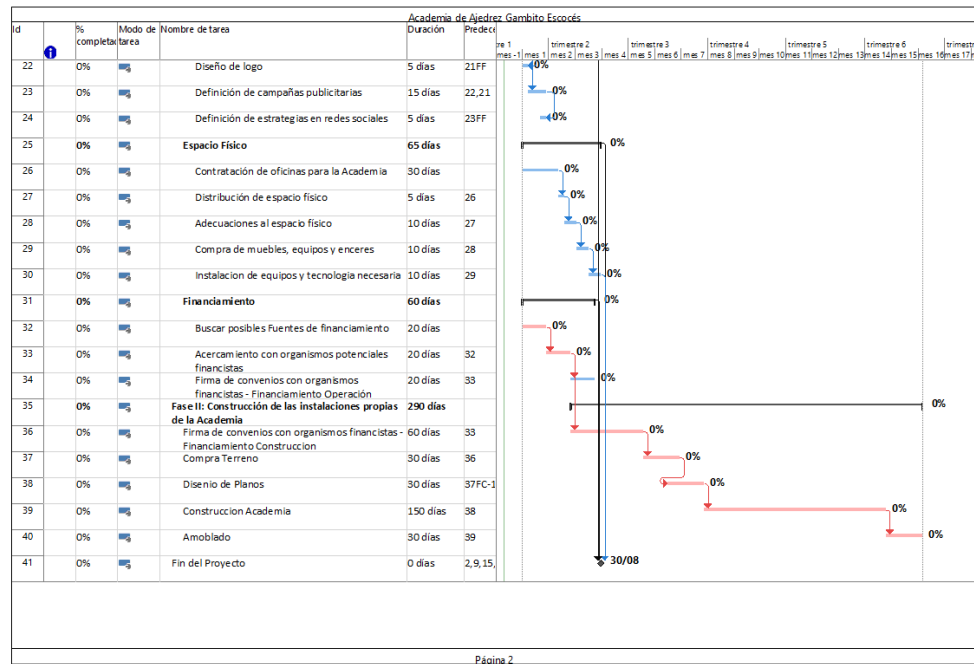 Academia de Ajedrez Gambito Escocés
Id % completado Modo de tarea Nombre de tarea Duración Predece
re 1 trimestre 2 trimestre 3 trimestre 4 trimestre 5 trimestre 6 trimestre
mes -1 mes 1 mes 2 mes 3 mes 4 mes 5 mes 6 mes 7 mes 8 mes 9 mes 10 mes 11 mes 12 mes 13 mes 14 mes 15 mes 16 mes 17
22 0% Diseño de logo 5 días 21FF 0%
23 0% Definición de campañas publicitarias 15 días 22,21 0%
24 0% Definición de estrategias en redes sociales 5 días 23FF 0%
25 0% Espacio Físico 65 días 0%
26 0% Contratación de oficinas para la Academia 30 días 0%
27 0% Distribución de espacio físico 5 días 26 0%
28 0% Adecuaciones al espacio físico 10 días 27 0%
29 0% Compra de muebles, equipos y enceres 10 días 28 0%
30 0% Instalacion de equipos y tecnologia necesaria 10 días 29 0%
31 0% Financiamiento 60 días 0%
32 0% Buscar posibles Fuentes de financiamiento 20 días 0%
33 0% Acercamiento con organismos potenciales 20 días 32 0%
financistas
34 0% Firma de convenios con organismos 20 días 33 0%
financistas - Financiamiento Operación
35 0% Fase II: Construcción de las instalaciones propias 290 días 0%
de la Academia
36 0% Firma de convenios con organismos financistas - 60 días 33 0%
Financiamiento Construccion
37 0% Compra Terreno 30 días 36 0%
38 0% Disenio de Planos 30 días 37FC-1 0%
39 0% Construccion Academia 150 días 38 0%
40 0% Amoblado 30 días 39 0%
41 0% Fin del Proyecto 0 días 2,9,15, 30/08
Página 2